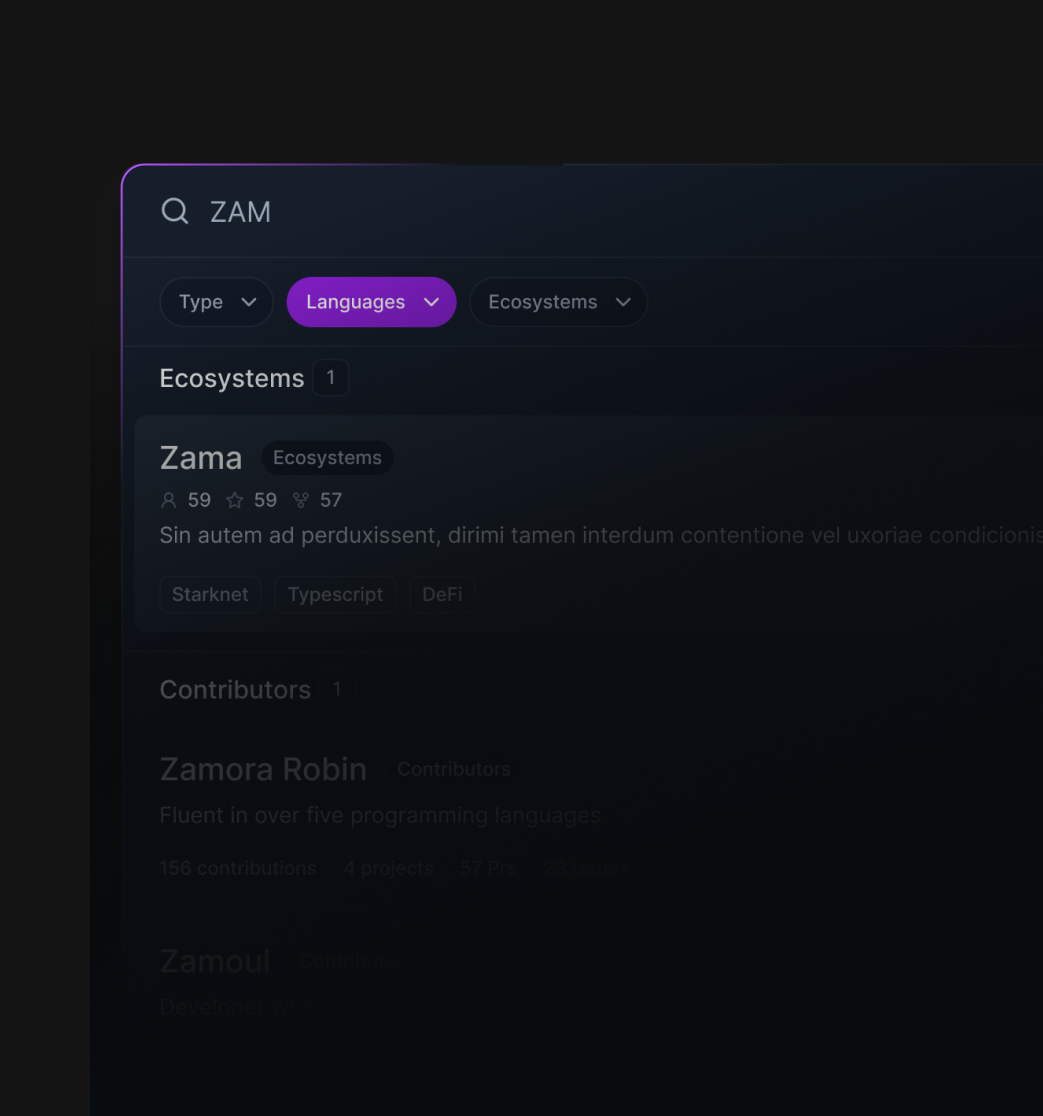 ZAM
Type Languages Ecosystems
Ecosystems 1
Zama Ecosystems
59 59 57
Sin autem ad perduxissent, dirimi tamen interdum contentione vel uxoriae condicionis
Starknet Typescript DeFi
Contributors 1
Zamora Robin Contributors
Fluent in over five programming languages
156 contributions 4 projects 57 Prs 23 issues
Zamoul Contributors
Developer